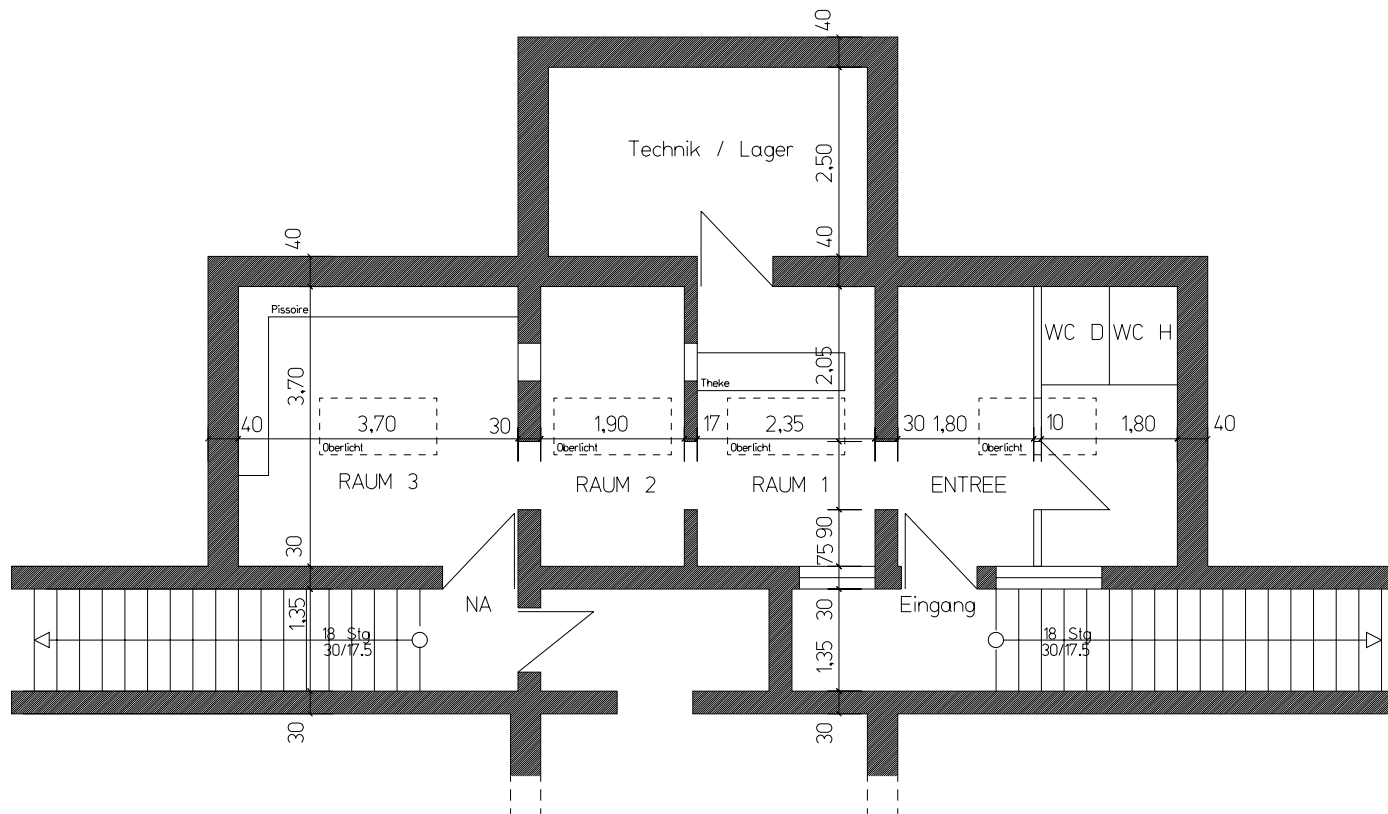 40
Technik / Lager
2,50
40
40
Pissoire
WC D
WC H
3,70
2,05
Theke
40
3,70
30
1,90
17
2,35
30
1,80
10
1,80
40
Oberlicht
Oberlicht
Oberlicht
Oberlicht
RAUM 3
RAUM 2
RAUM 1
ENTREE
90
30
75
NA
Eingang
1,35
30
18 Stg
30/17.5
18 Stg
30/17.5
1,35
30
30